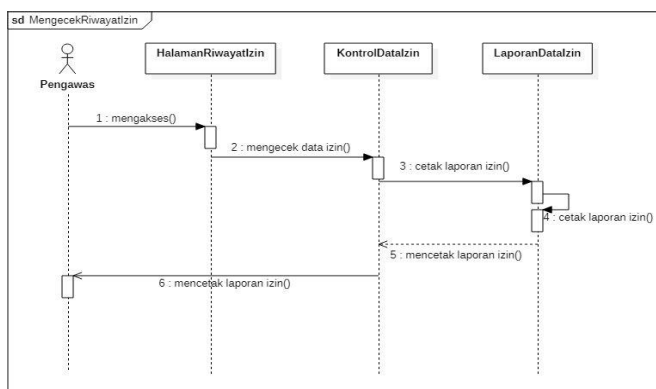 sd MengecekRiwayatIzin
HalamanRiwayatIzin
KontrolDataIzin
LaporanDataIzin
Pengawas
1 : mengakses()
2 : mengecek data izin()
3 : cetak laporan izin()
4 : cetak laporan izin()
5 : mencetak laporan izin()
6 : mencetak laporan izin()